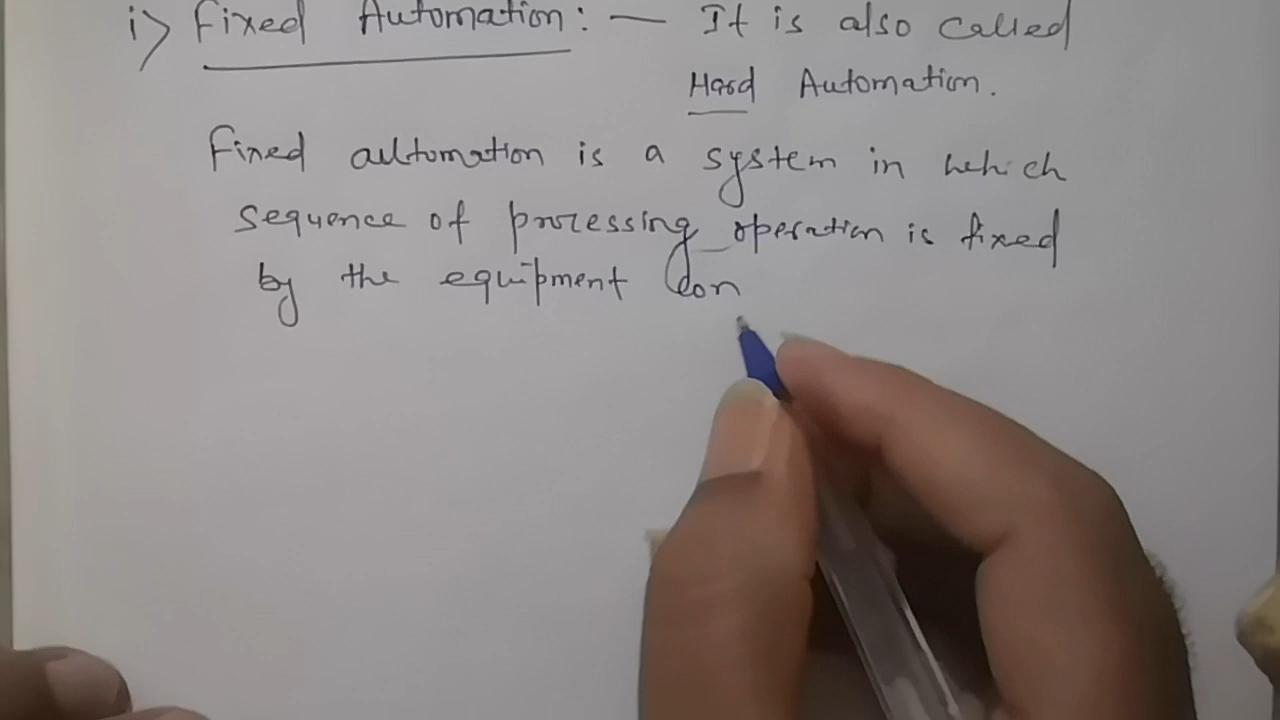 i) Fixed Automation : — It is also called
Hard Automation.
Fixed automation is a system in which
sequence of processing operation is fixed
by the equipment con